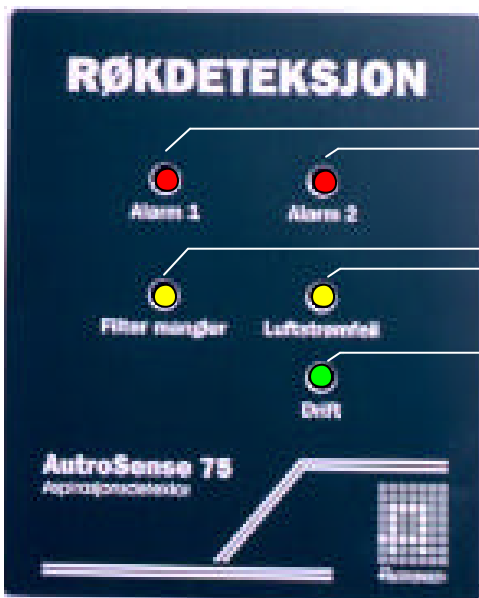 RØKDETEKSJON
Alarm 1 Alarm 2
Filter mangler Luftstrømfeil
Drift
AutroSense 75
Aspirasjonsdetektor